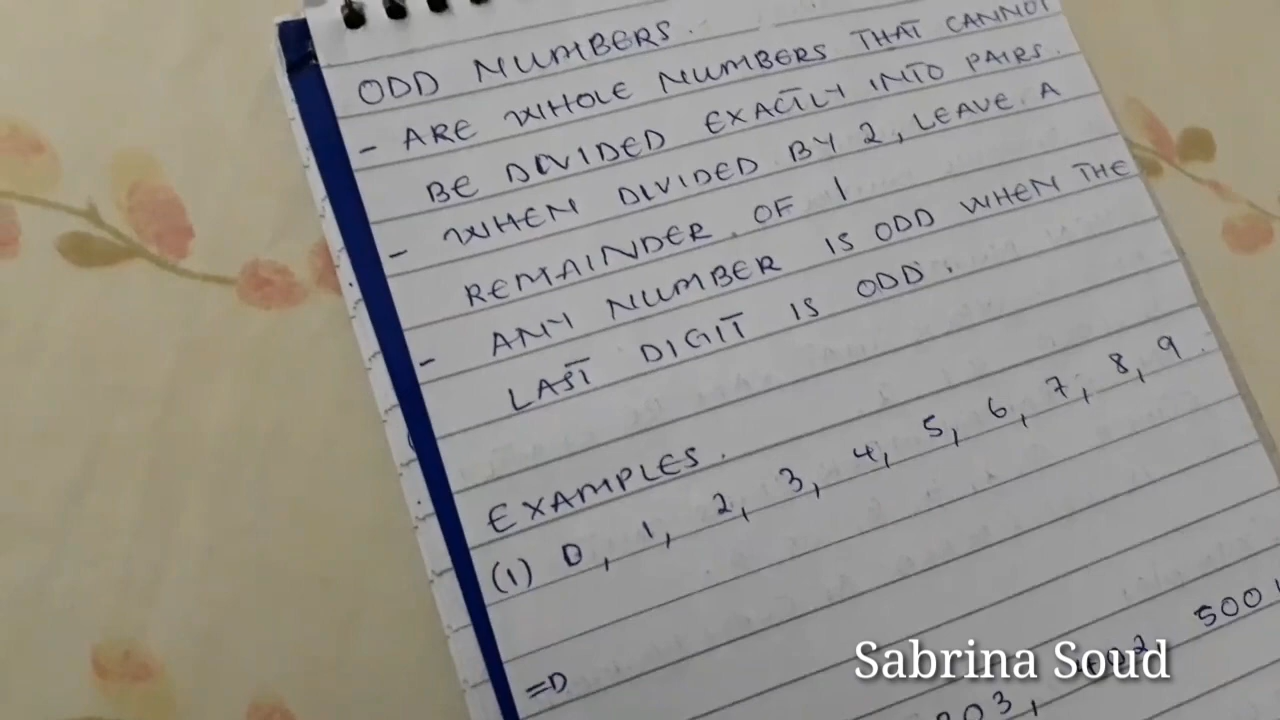 ODD NUMBERS.
- ARE WHOLE NUMBERS THAT CANNOT
BE DIVIDED EXACTLY INTO PAIRS.
- WHEN DIVIDED BY 2, LEAVE A
REMAINDER OF 1
- ANY NUMBER IS ODD WHEN THE
LAST DIGIT IS ODD.
EXAMPLES.
(1) 0, 1, 2, 3, 4, 5, 6, 7, 8, 9.
5001
Sabrina Soud